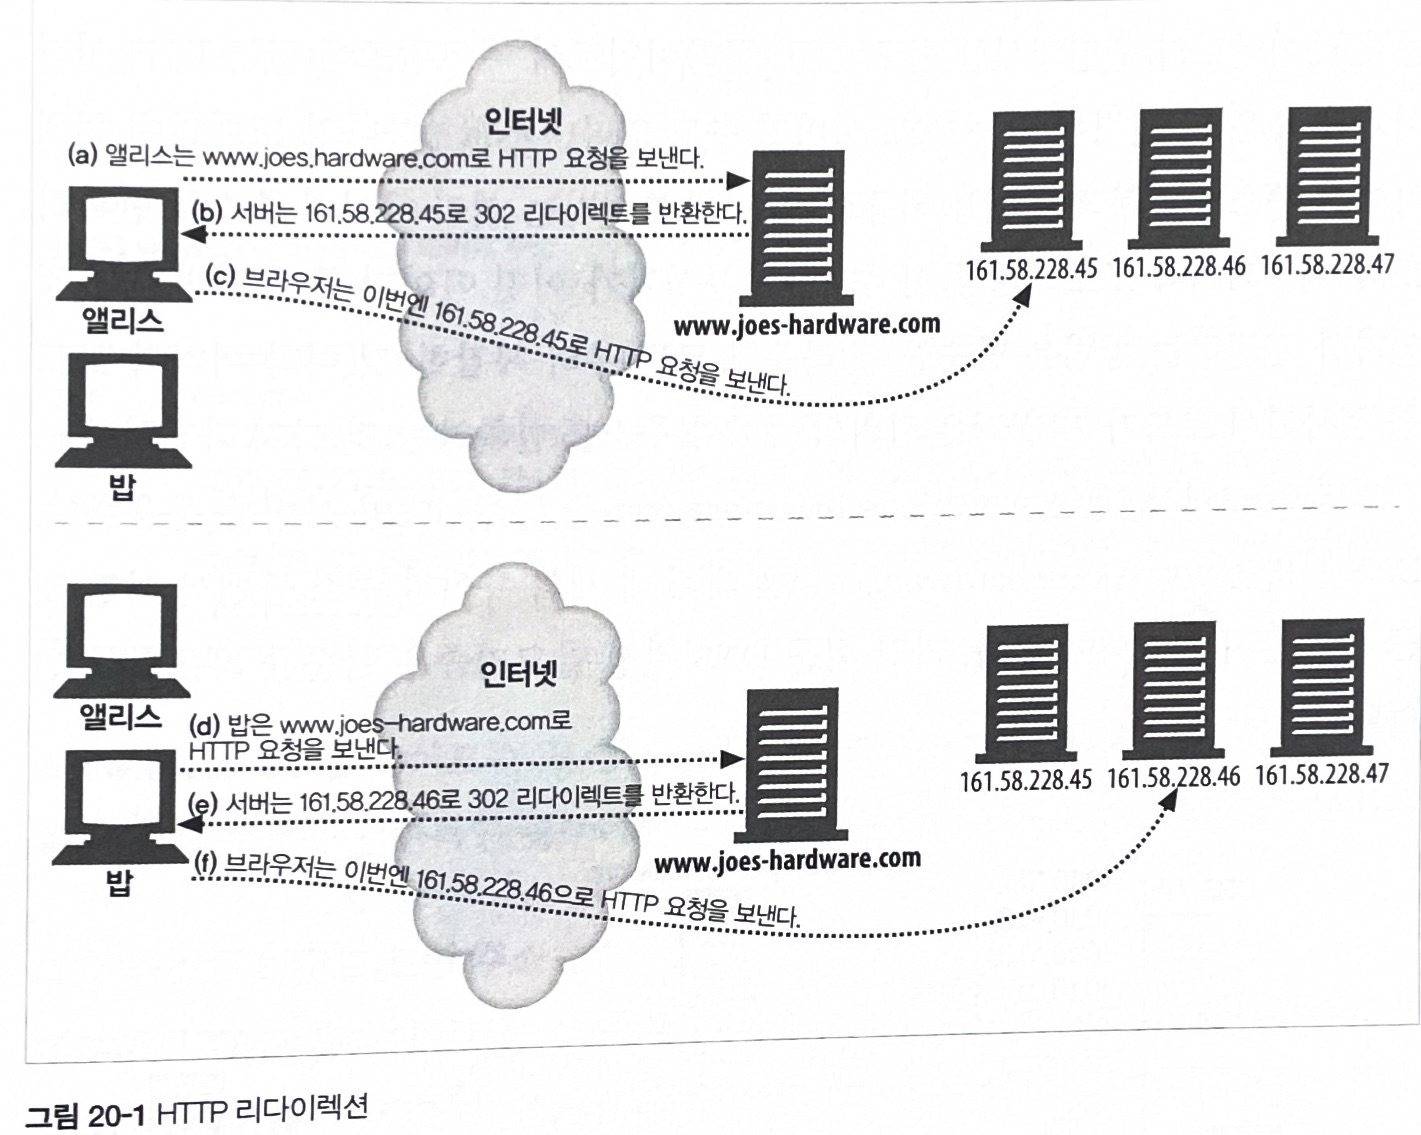 인터넷
(a) 앨리스는 www.joes.hardware.com로 HTTP 요청을 보낸다.
(b) 서버는 161.58.228.45로 302 리다이렉트를 반환한다.
(c) 브라우저는 이번엔 161.58.228.45로 HTTP 요청을 보낸다.
앨리스
밥
www.joes-hardware.com
161.58.228.45 161.58.228.46 161.58.228.47
인터넷
앨리스
(d) 밥은 www.joes-hardware.com로
HTTP 요청을 보낸다.
(e) 서버는 161.58.228.46로 302 리다이렉트를 반환한다.
(f) 브라우저는 이번엔 161.58.228.46으로 HTTP 요청을 보낸다.
밥
www.joes-hardware.com
161.58.228.45 161.58.228.46 161.58.228.47
그림 20-1 HTTP 리다이렉션